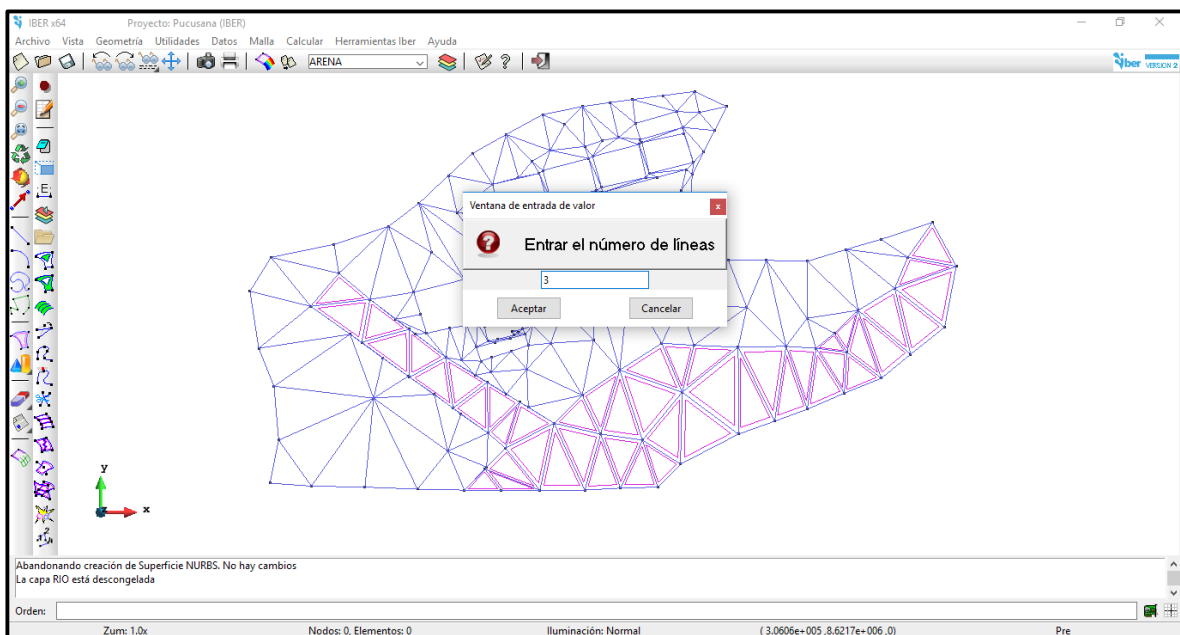 IBER x64 Proyecto: Pucusana (IBER)
Archivo Vista Geometría Utilidades Datos Malla Calcular Herramientas Iber Ayuda
ARENA
iber VERSION 2
:E:
Ventana de entrada de valor
x
?
Entrar el número de líneas
3
Aceptar Cancelar
y
z
x
Abandonando creación de Superficie NURBS. No hay cambios
La capa RIO está descongelada
Orden:
Zum: 1.0x Nodos: 0, Elementos: 0 Iluminación: Normal ( 3.0606e+005 ,8.6217e+006 ,0) Pre